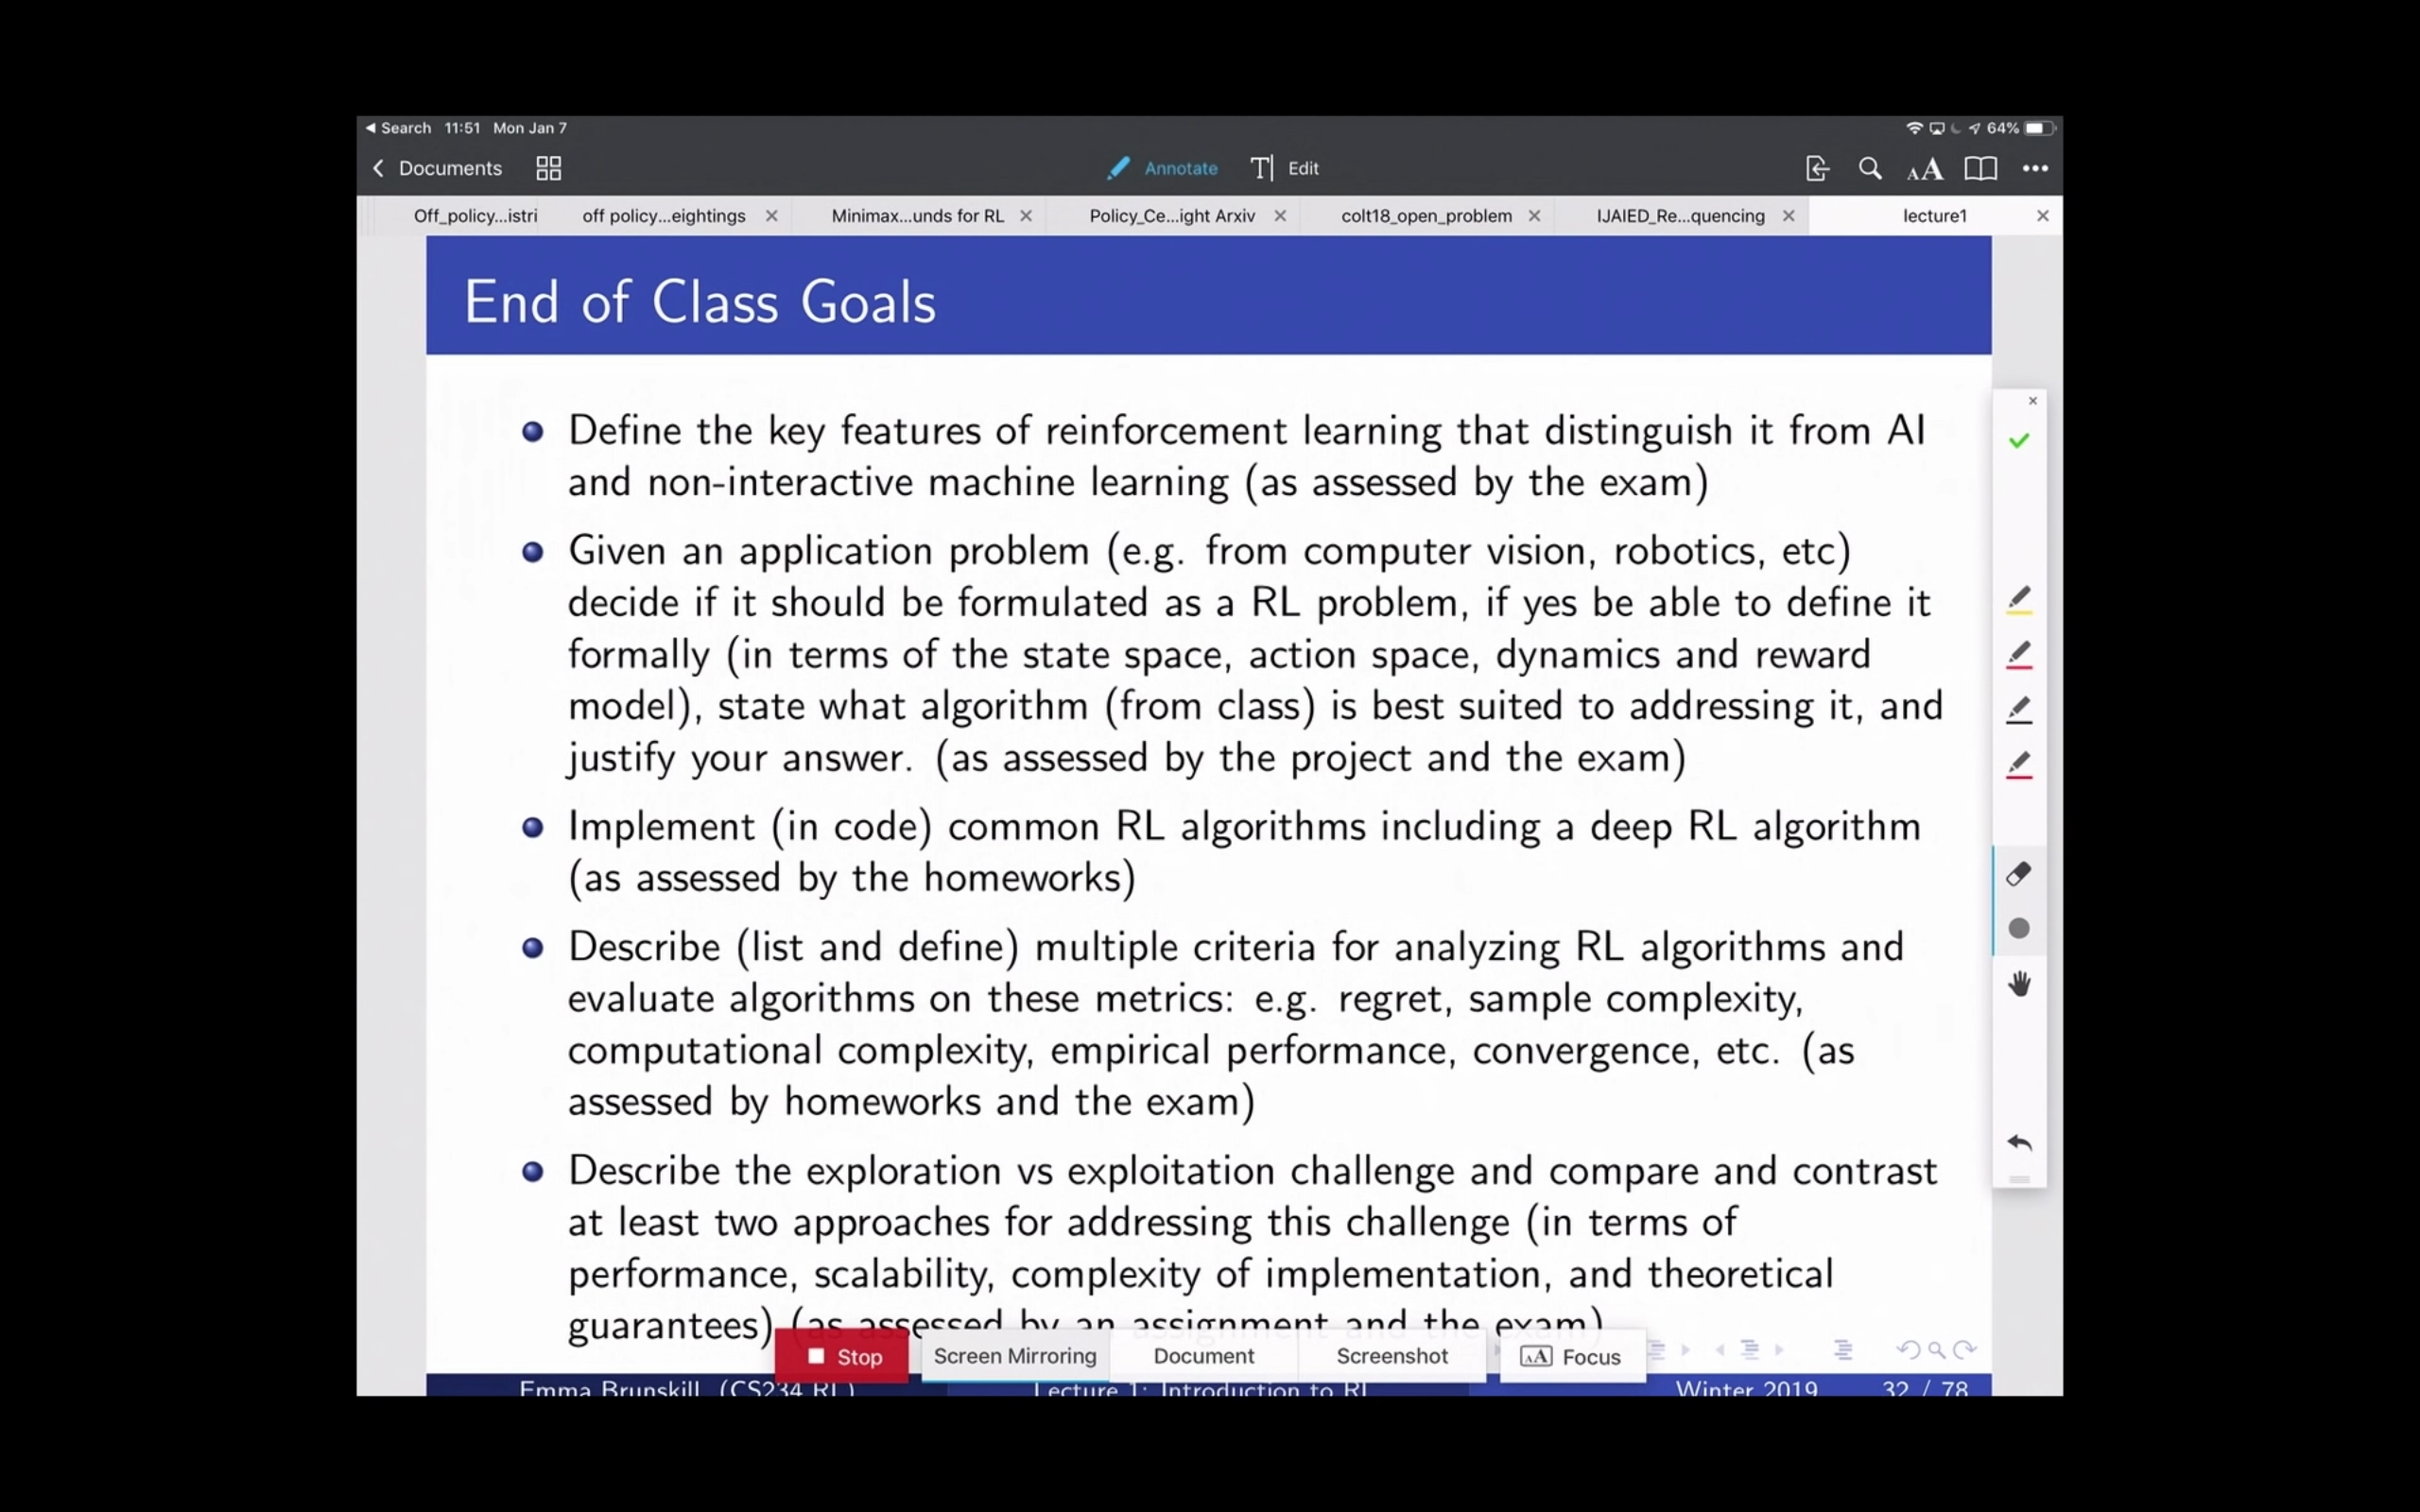 Search 11:51 Mon Jan 7 64%
Documents Annotate Edit AA
Off_policy...istri off policy...eightings Minimax...unds for RL Policy_Ce...ight Arxiv colt18_open_problem IJAIED_Re...quencing lecture1
End of Class Goals
Define the key features of reinforcement learning that distinguish it from AI
and non-interactive machine learning (as assessed by the exam)
Given an application problem (e.g. from computer vision, robotics, etc)
decide if it should be formulated as a RL problem, if yes be able to define it
formally (in terms of the state space, action space, dynamics and reward
model), state what algorithm (from class) is best suited to addressing it, and
justify your answer. (as assessed by the project and the exam)
Implement (in code) common RL algorithms including a deep RL algorithm
(as assessed by the homeworks)
Describe (list and define) multiple criteria for analyzing RL algorithms and
evaluate algorithms on these metrics: e.g. regret, sample complexity,
computational complexity, empirical performance, convergence, etc. (as
assessed by homeworks and the exam)
Describe the exploration vs exploitation challenge and compare and contrast
at least two approaches for addressing this challenge (in terms of
performance, scalability, complexity of implementation, and theoretical
guarantees) (as assessed by an assignment and the exam)
Stop Screen Mirroring Document Screenshot AA Focus
Emma Brunskill (CS234 RL) Lecture 1: Introduction to RL Winter 2019 32 / 78